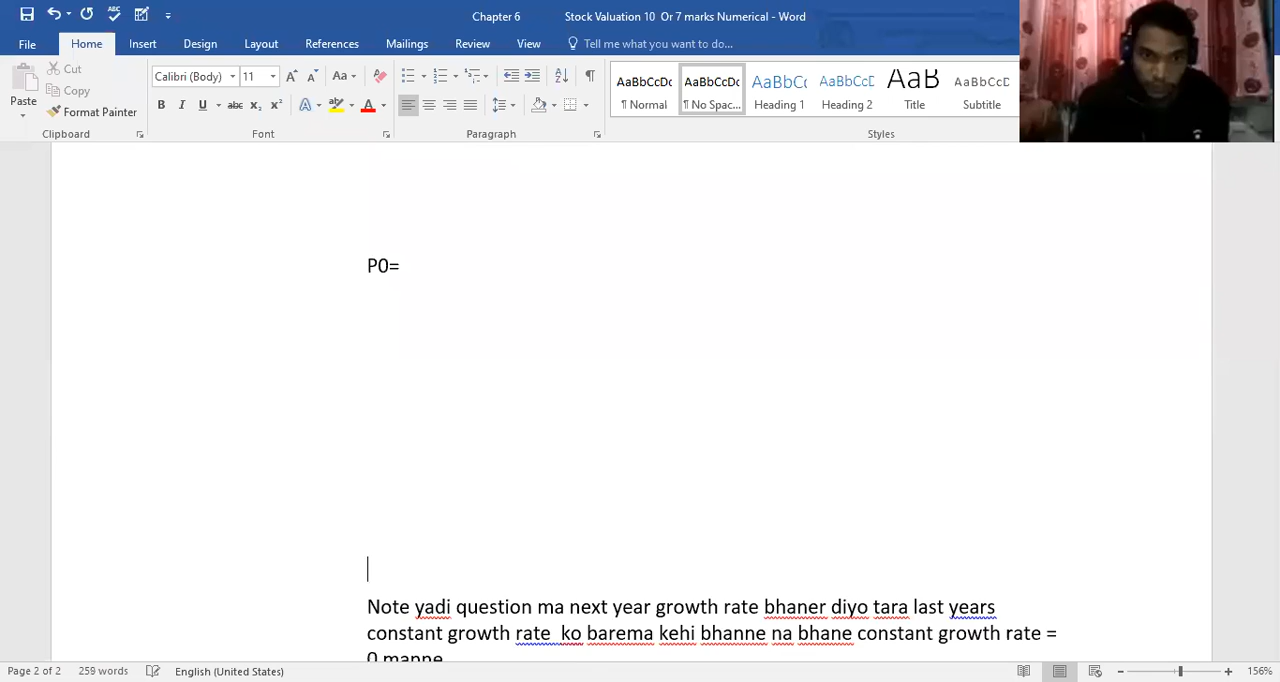 Chapter 6 Stock Valuation 10 Or 7 marks Numerical - Word
File Home Insert Design Layout References Mailings Review View Tell me what you want to do...
Paste
Cut
Copy
Format Painter
Calibri (Body) 11
AaBbCcDc AaBbCcDc AaBbCc AaBbCcD AaB AaBbCcD
¶ Normal ¶ No Spac... Heading 1 Heading 2 Title Subtitle
Clipboard Font Paragraph Styles
P0=
Note yadi question ma next year growth rate bhaner diyo tara last years
constant growth rate ko barema kehi bhanne na bhane constant growth rate =
0 manne
Page 2 of 2 259 words English (United States) 156%